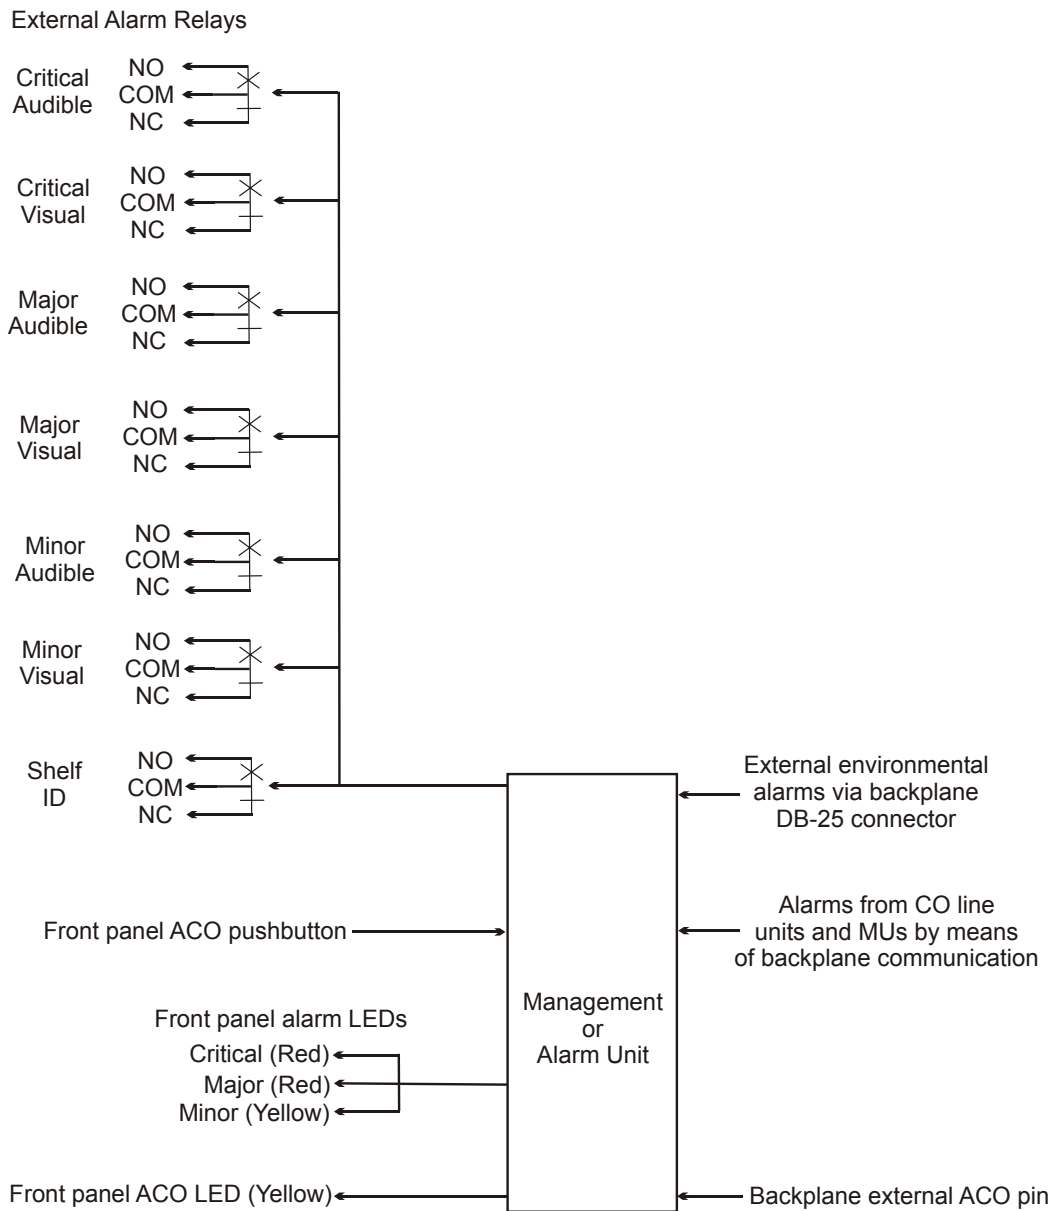 External Alarm Relays
Critical
Audible
NO
COM
NC
Critical
Visual
NO
COM
NC
Major
Audible
NO
COM
NC
Major
Visual
NO
COM
NC
Minor
Audible
NO
COM
NC
Minor
Visual
NO
COM
NC
Shelf
ID
NO
COM
NC
External environmental
alarms via backplane
DB-25 connector
Front panel ACO pushbutton
Alarms from CO line
units and MUs by means
of backplane communication
Management
or
Alarm Unit
Front panel alarm LEDs
Critical (Red)
Major (Red)
Minor (Yellow)
Front panel ACO LED (Yellow)
Backplane external ACO pin